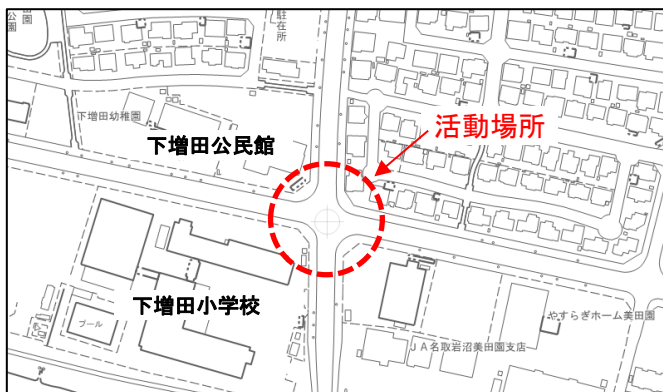 公園
園
駐在所
下増田幼稚園
下増田公民館
活動場所
下増田小学校
プール
やすらぎホーム美田園
JA名取岩沼美田園支店